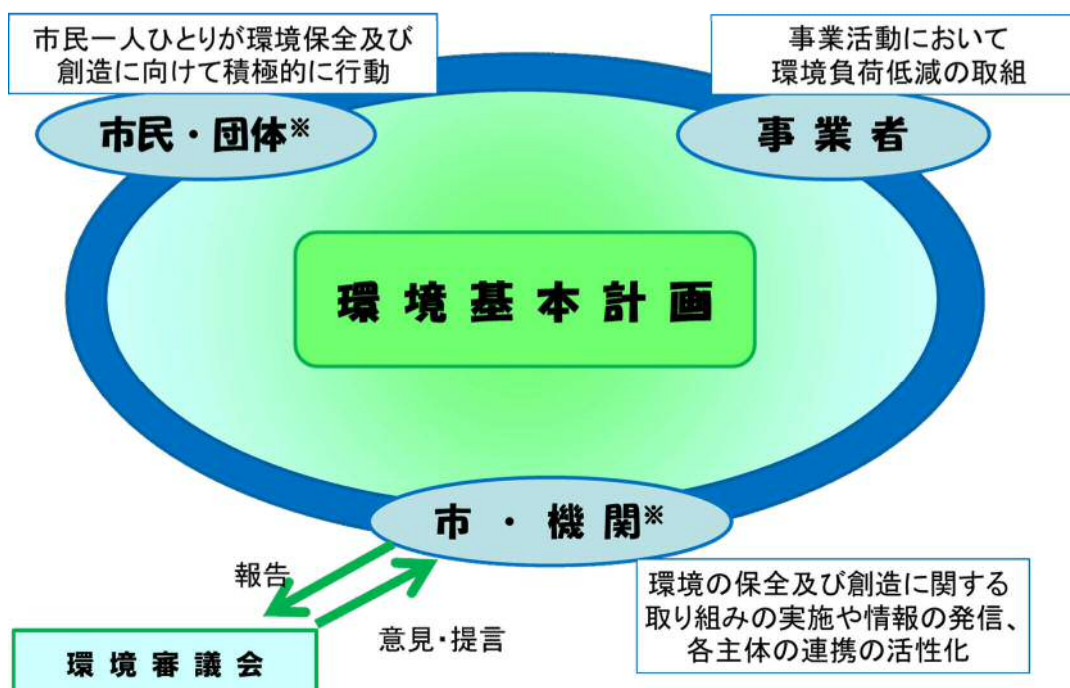 市民一人ひとりが環境保全及び
創造に向けて積極的に行動
事業活動において
環境負荷低減の取組
市民・団体※
事業者
環境基本計画
市・機関※
報告
意見・提言
環境の保全及び創造に関する
取り組みの実施や情報の発信、
各主体の連携の活性化
環境審議会